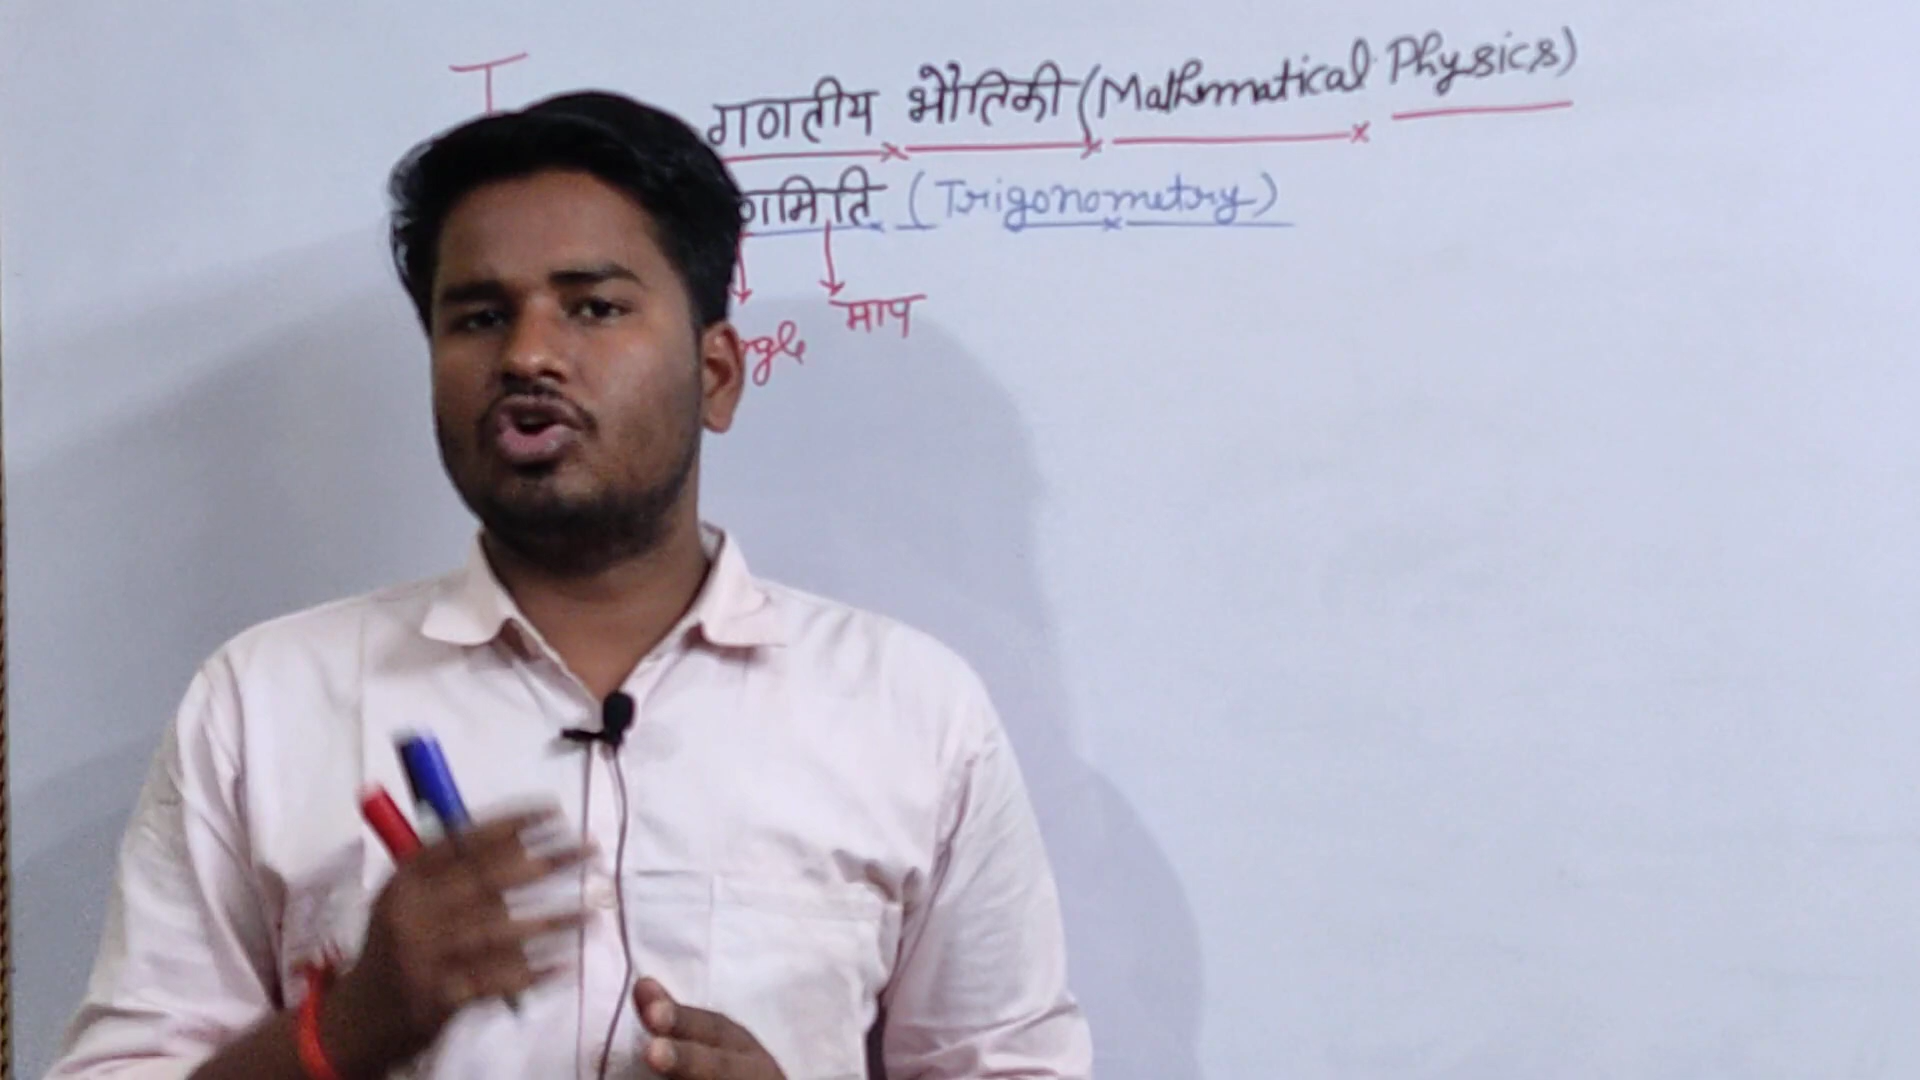 गणतीय भौतिकी (Mathematical Physics)
(Trigonometry)
माप